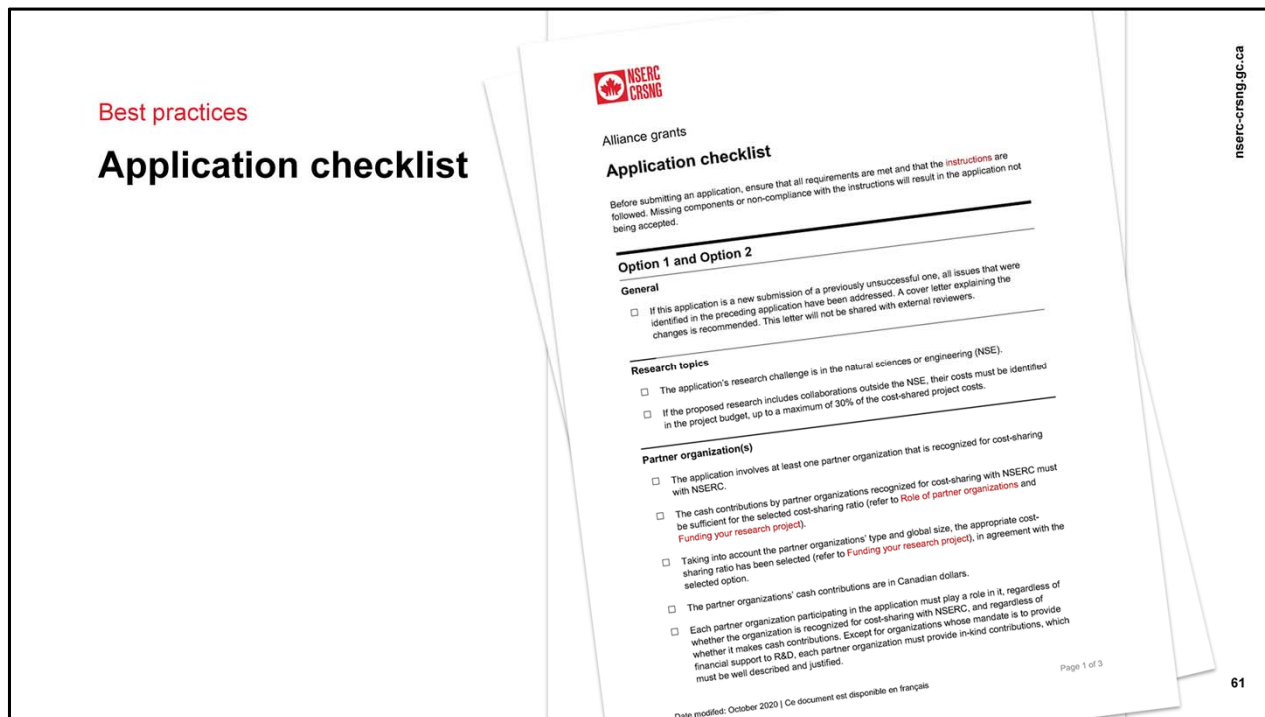 Best practices
Application checklist
NSERC
CRSNG
Alliance grants
Application checklist
Before submitting an application, ensure that all requirements are met and that the instructions are
followed. Missing components or non-compliance with the instructions will result in the application not
being accepted.
Option 1 and Option 2
General
☐ If this application is a new submission of a previously unsuccessful one, all issues that were
identified in the preceding application have been addressed. A cover letter explaining the
changes is recommended. This letter will not be shared with external reviewers.
Research topics
☐ The application's research challenge is in the natural sciences or engineering (NSE).
☐ If the proposed research includes collaborations outside the NSE, their costs must be identified
in the project budget, up to a maximum of 30% of the cost-shared project costs.
Partner organization(s)
☐ The application involves at least one partner organization that is recognized for cost-sharing
with NSERC.
☐ The cash contributions by partner organizations recognized for cost-sharing with NSERC must
be sufficient for the selected cost-sharing ratio (refer to Role of partner organizations and
Funding your research project).
☐ Taking into account the partner organizations' type and global size, the appropriate cost-
sharing ratio has been selected (refer to Funding your research project), in agreement with the
selected option.
☐ The partner organizations' cash contributions are in Canadian dollars.
☐ Each partner organization participating in the application must play a role in it, regardless of
whether the organization is recognized for cost-sharing with NSERC, and regardless of
whether it makes cash contributions. Except for organizations whose mandate is to provide
financial support to R&D, each partner organization must provide in-kind contributions, which
must be well described and justified.
Page 1 of 3
Date modifed: October 2020 | Ce document est disponible en français
nserc-crsng.gc.ca
61